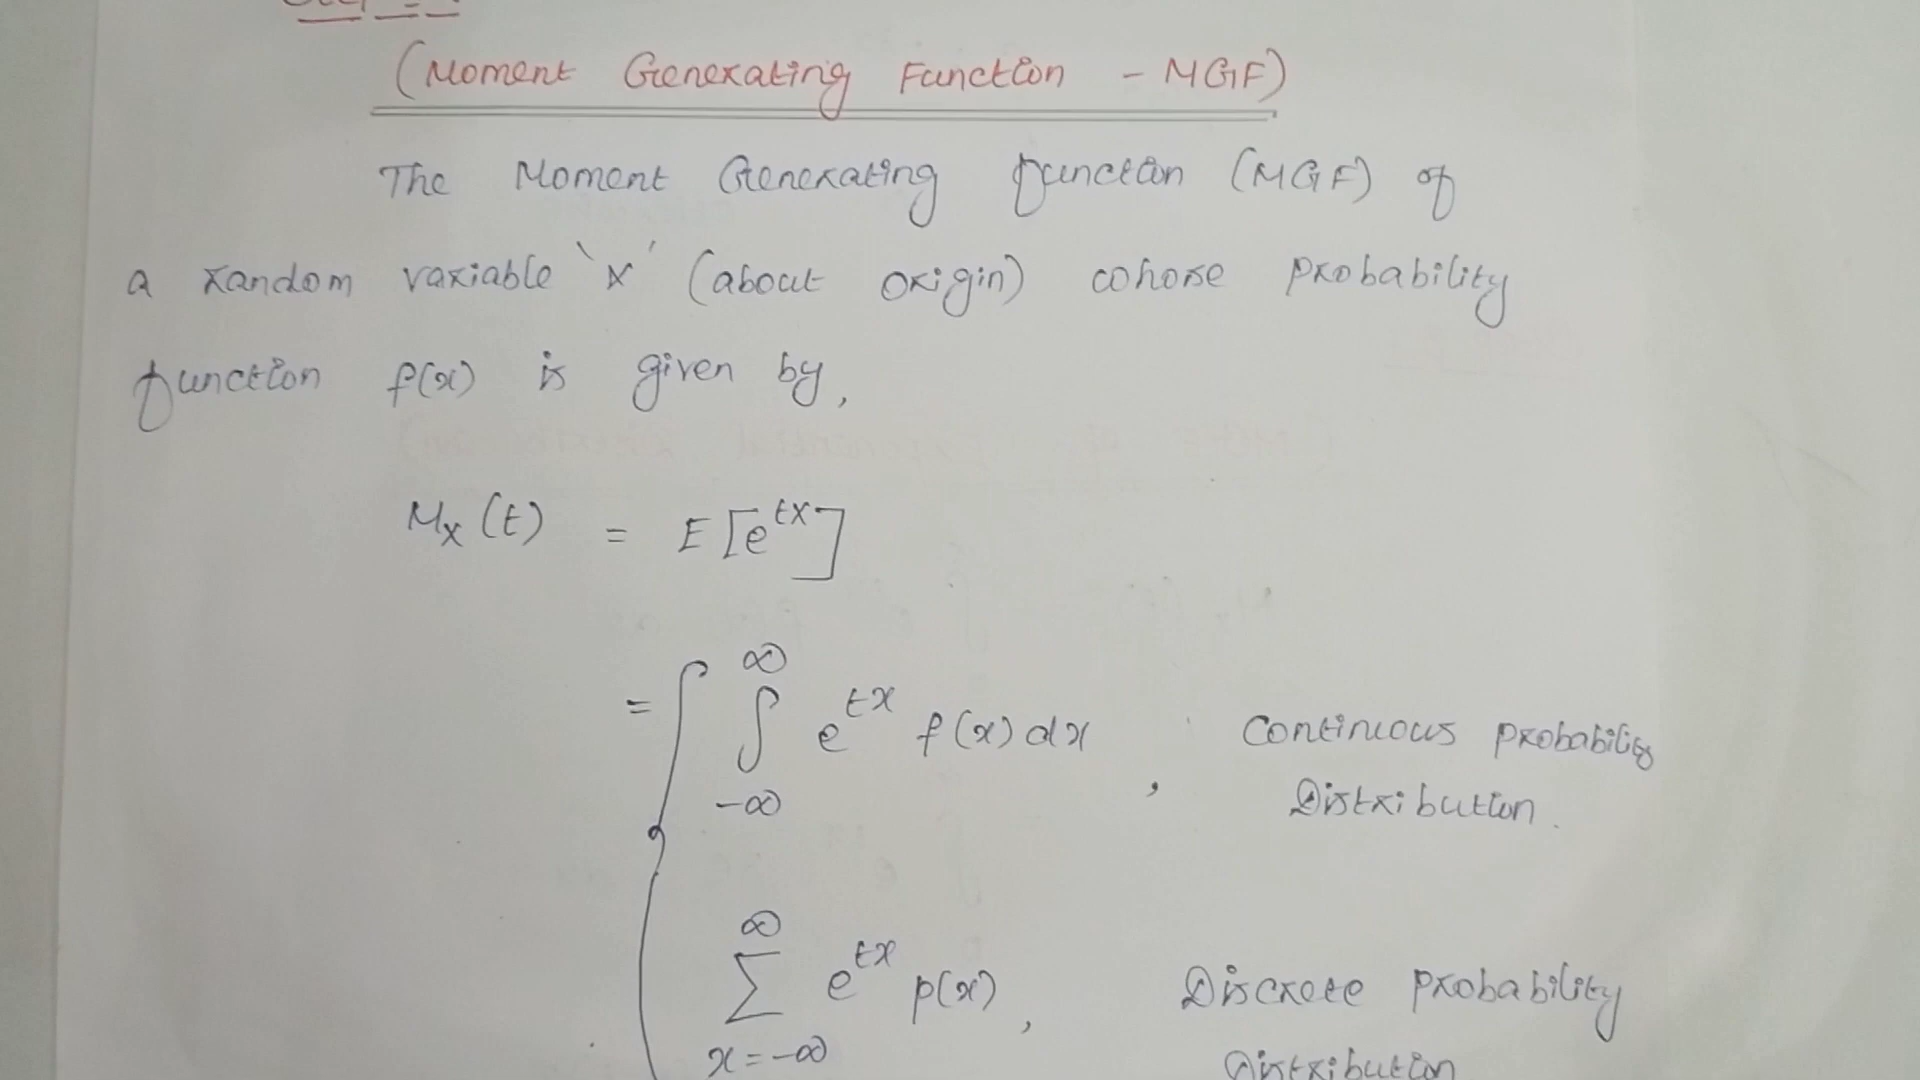 (Moment Generating Function - MGF)
The Moment Generating function (MGF) of
a random variable `X' (about origin) whose probability
function f(x) is given by,
M_X(t) = E[e^{tX}]
= { ∫_{-∞}^{∞} e^{tx} f(x) dx , Continuous probability
Distribution.
∑_{x=-∞}^{∞} e^{tx} p(x), Discrete probability
Distribution